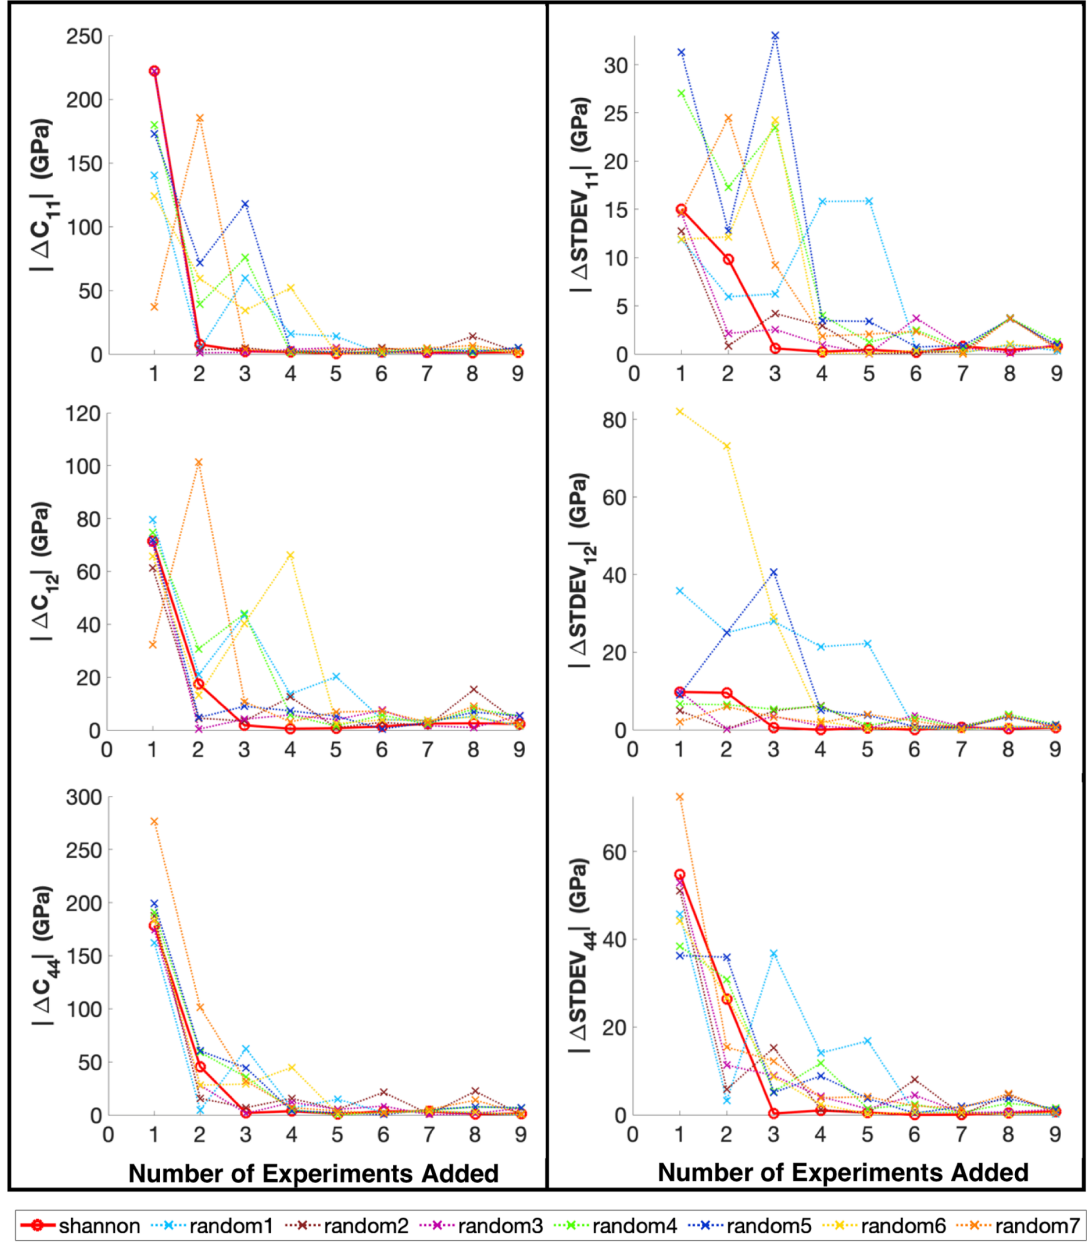 250
200
150
100
50
0
| △C11| (GPa)
1 2 3 4 5 6 7 8 9
30
25
20
15
10
5
0
| △STDEV11| (GPa)
0 1 2 3 4 5 6 7 8 9
120
100
80
60
40
20
0
| △C12| (GPa)
0 1 2 3 4 5 6 7 8 9
80
60
40
20
0
| △STDEV12| (GPa)
0 1 2 3 4 5 6 7 8 9
300
250
200
150
100
50
0
| △C44| (GPa)
0 1 2 3 4 5 6 7 8 9
Number of Experiments Added
60
40
20
0
| △STDEV44| (GPa)
0 1 2 3 4 5 6 7 8 9
Number of Experiments Added
shannon random1 random2 random3 random4 random5 random6 random7